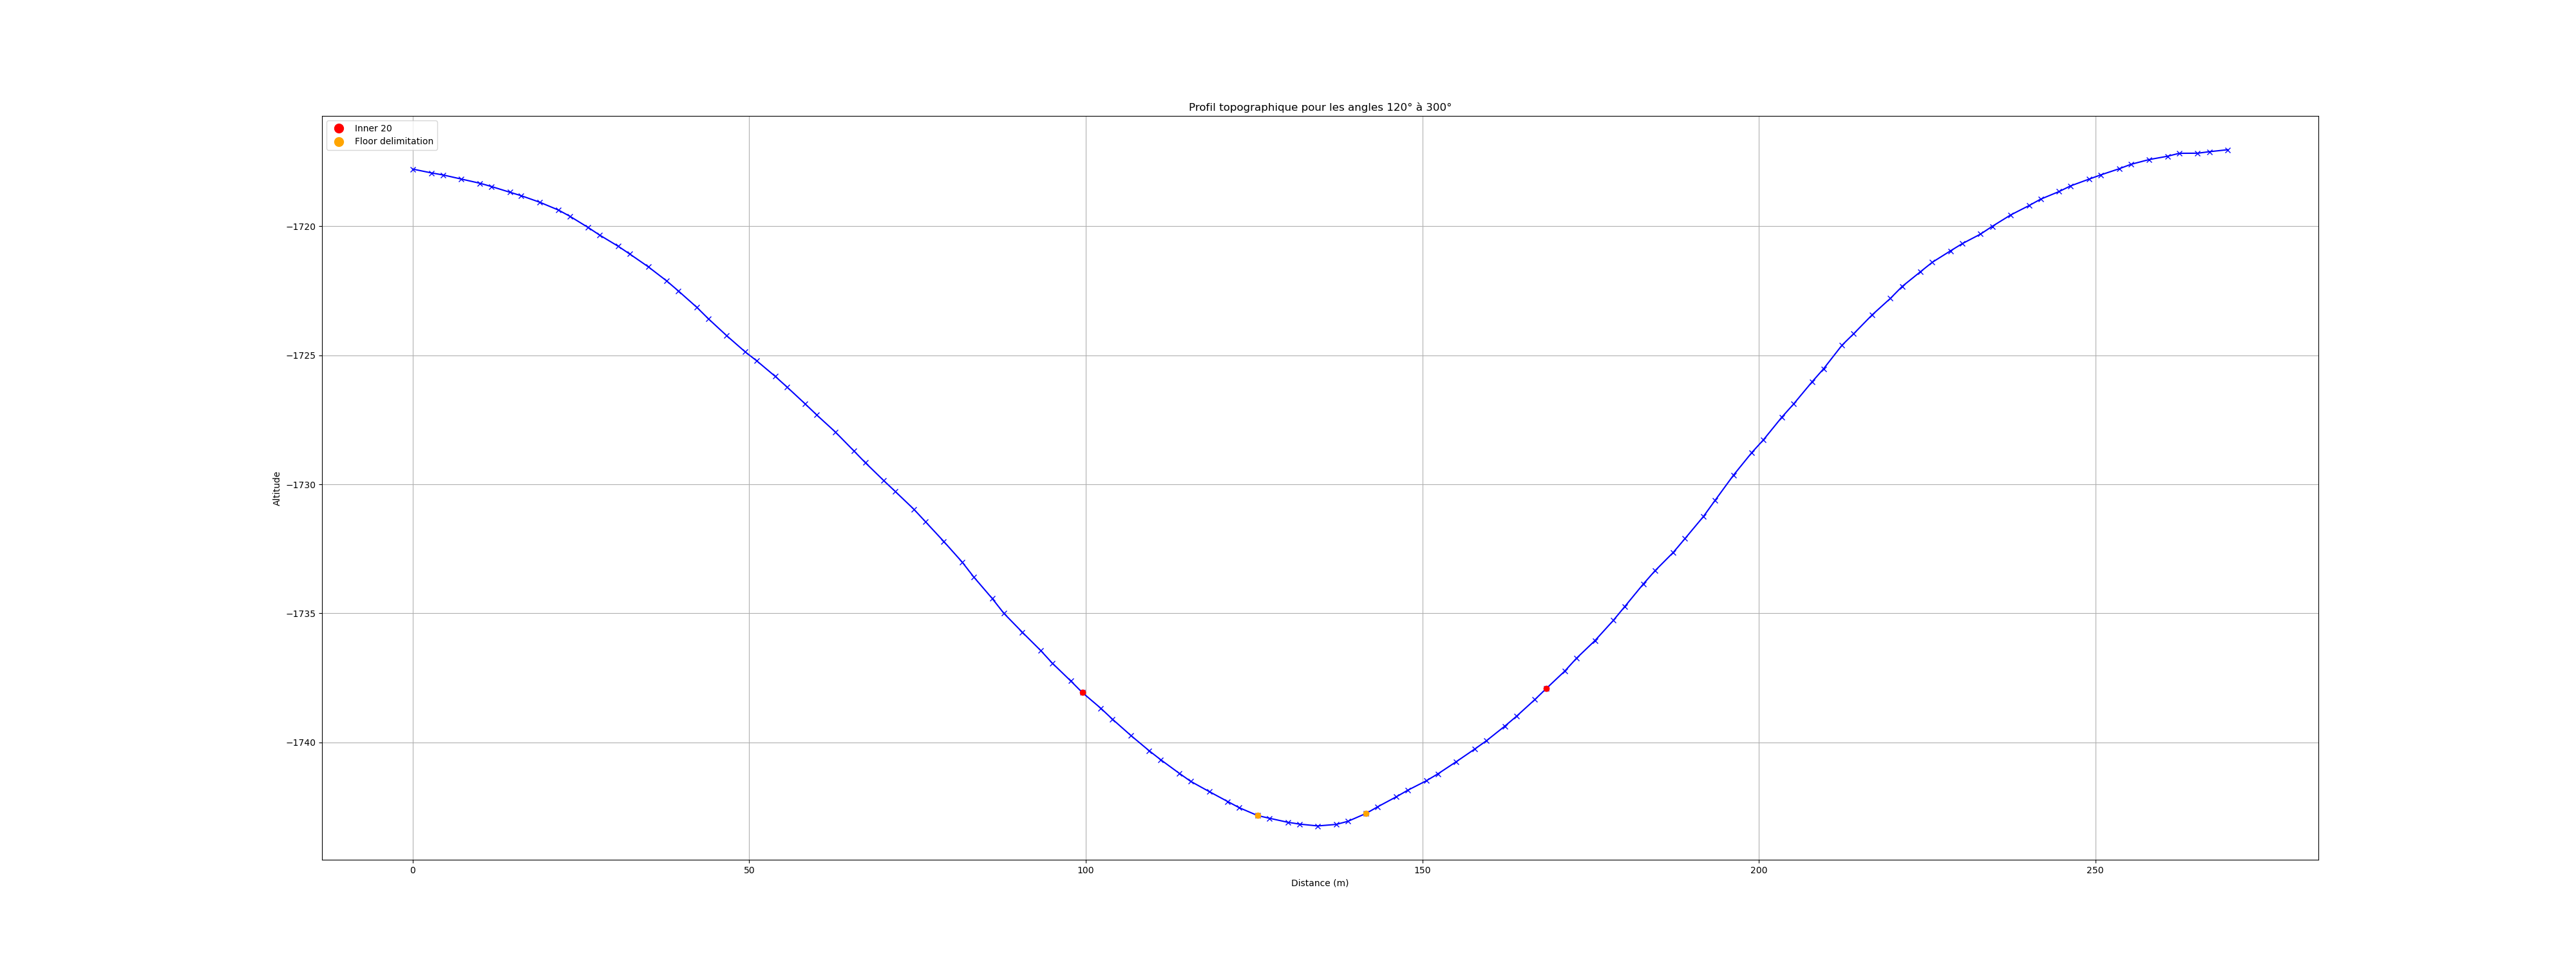 Profil topographique pour les angles 120° à 300°
Inner 20
Floor delimitation
−1720
−1725
−1730
−1735
−1740
Altitude
0 50 100 150 200 250
Distance (m)